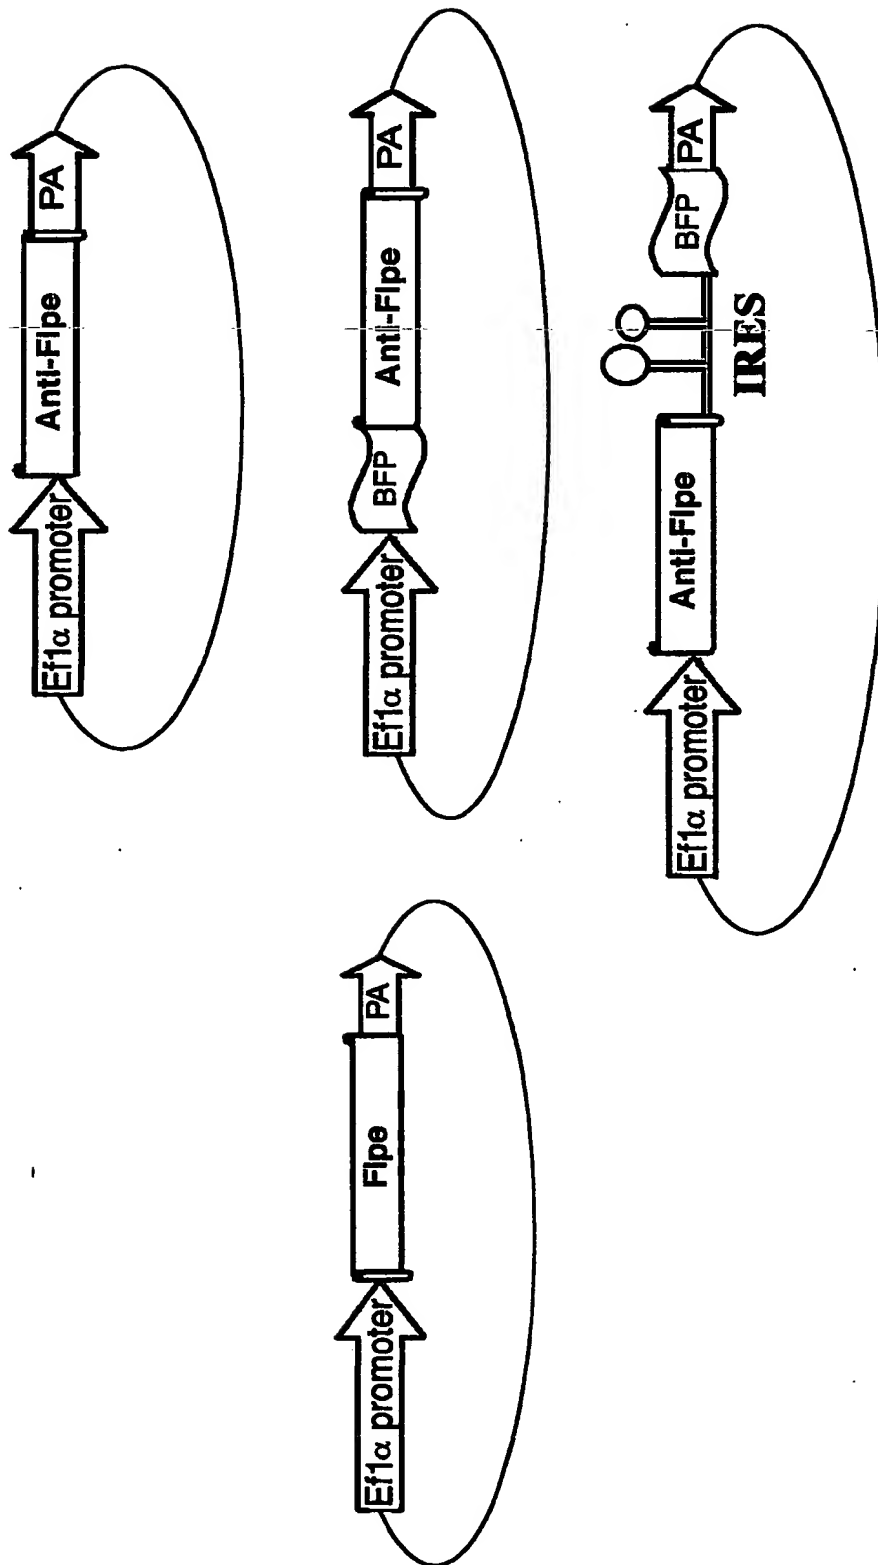 Ef1α promoter
Flpe
PA
Ef1α promoter
Anti-Flpe
PA
Ef1α promoter
BFP
Anti-Flpe
PA
Ef1α promoter
Anti-Flpe
IRES
BFP
PA